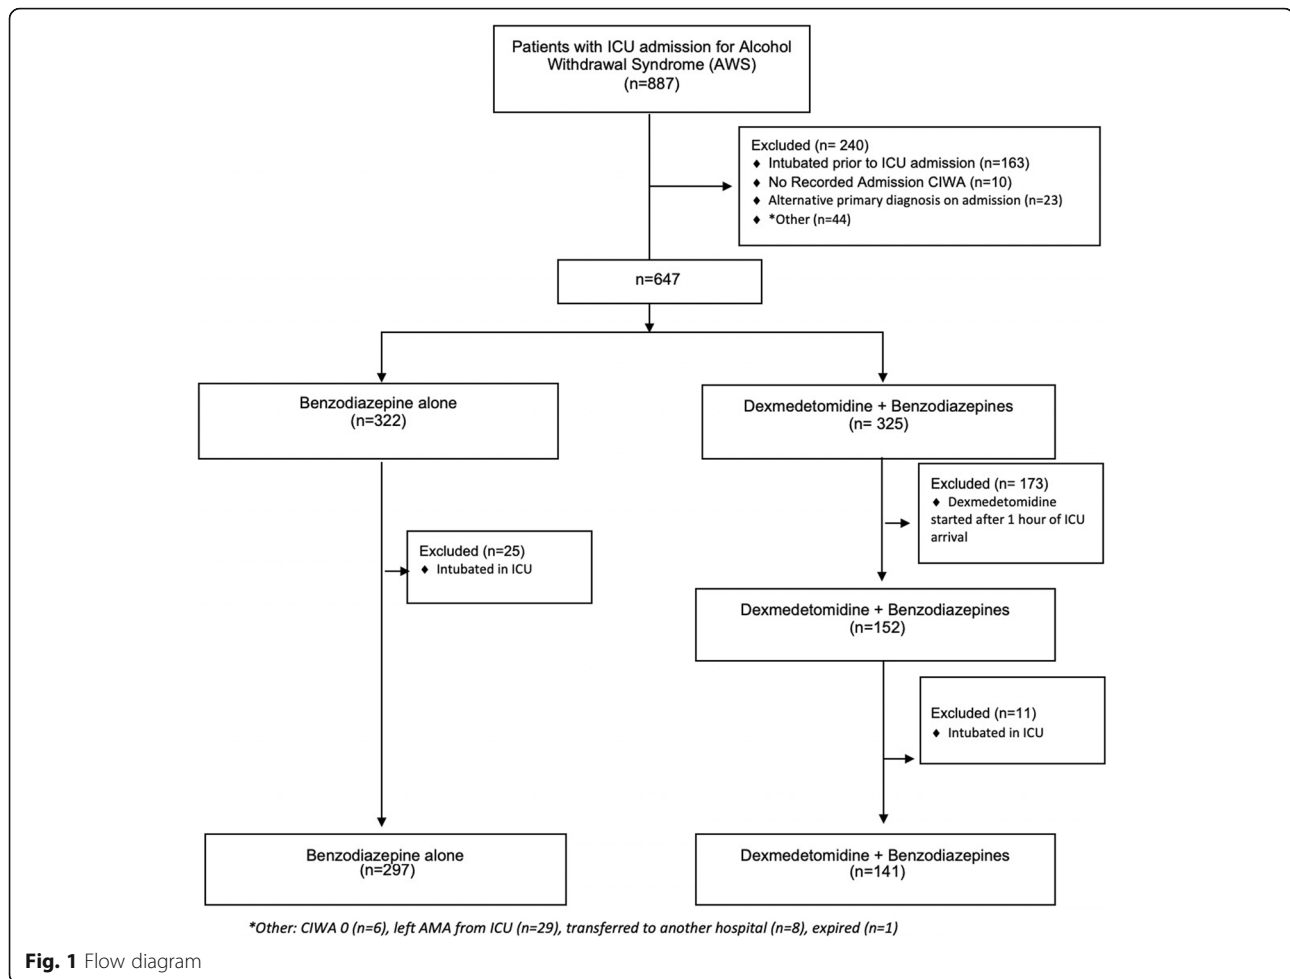 Patients with ICU admission for Alcohol
Withdrawal Syndrome (AWS)
(n=887)
Excluded (n= 240)
♦ Intubated prior to ICU admission (n=163)
♦ No Recorded Admission CIWA (n=10)
♦ Alternative primary diagnosis on admission (n=23)
♦ *Other (n=44)
n=647
Benzodiazepine alone
(n=322)
Dexmedetomidine + Benzodiazepines
(n= 325)
Excluded (n= 173)
♦ Dexmedetomidine
started after 1 hour of ICU
arrival
Excluded (n=25)
♦ Intubated in ICU
Dexmedetomidine + Benzodiazepines
(n=152)
Excluded (n=11)
♦ Intubated in ICU
Benzodiazepine alone
(n=297)
Dexmedetomidine + Benzodiazepines
(n=141)
*Other: CIWA 0 (n=6), left AMA from ICU (n=29), transferred to another hospital (n=8), expired (n=1)
Fig. 1 Flow diagram